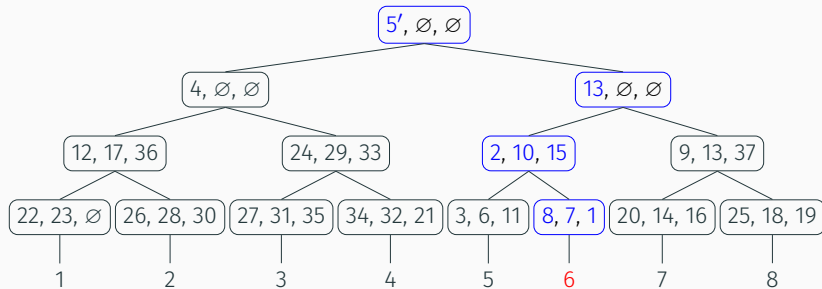 5′, ∅, ∅
4, ∅, ∅ 13, ∅, ∅
12, 17, 36 24, 29, 33 2, 10, 15 9, 13, 37
22, 23, ∅ 26, 28, 30 27, 31, 35 34, 32, 21 3, 6, 11 8, 7, 1 20, 14, 16 25, 18, 19
1 2 3 4 5 6 7 8